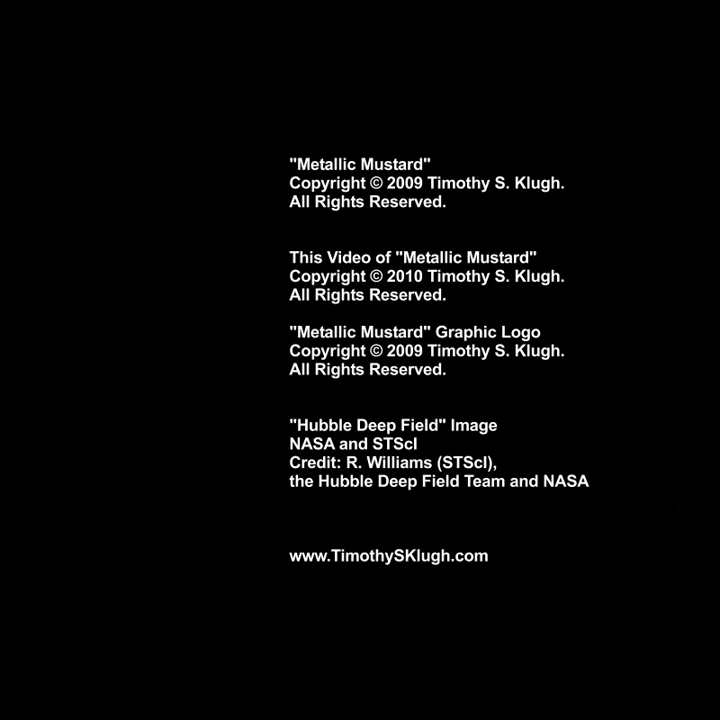 "Metallic Mustard"
Copyright © 2009 Timothy S. Klugh.
All Rights Reserved.
This Video of "Metallic Mustard"
Copyright © 2010 Timothy S. Klugh.
All Rights Reserved.
"Metallic Mustard" Graphic Logo
Copyright © 2009 Timothy S. Klugh.
All Rights Reserved.
"Hubble Deep Field" Image
NASA and STScI
Credit: R. Williams (STScI),
the Hubble Deep Field Team and NASA
www.TimothySKlugh.com